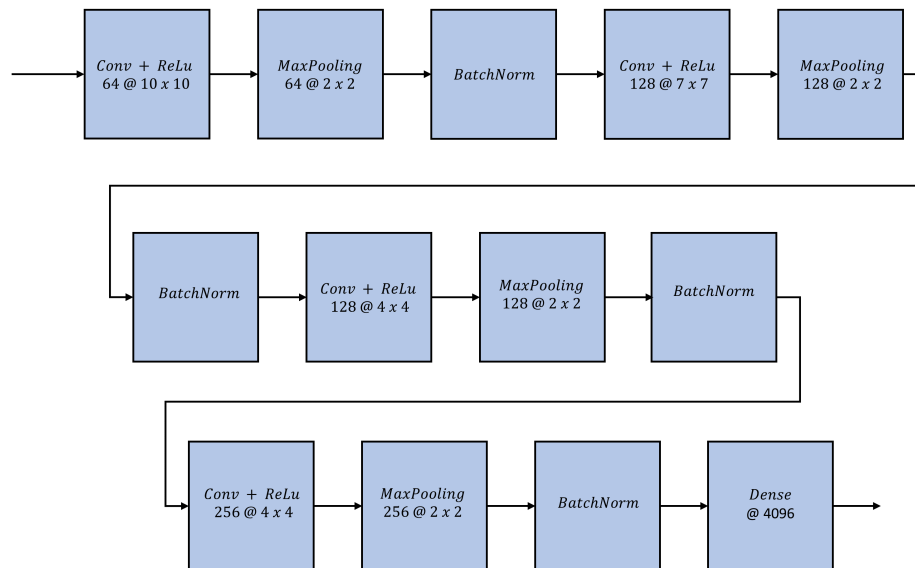 Conv + ReLu
64 @ 10 x 10
MaxPooling
64 @ 2 x 2
BatchNorm
Conv + ReLu
128 @ 7 x 7
MaxPooling
128 @ 2 x 2
BatchNorm
Conv + ReLu
128 @ 4 x 4
MaxPooling
128 @ 2 x 2
BatchNorm
Conv + ReLu
256 @ 4 x 4
MaxPooling
256 @ 2 x 2
BatchNorm
Dense
@ 4096